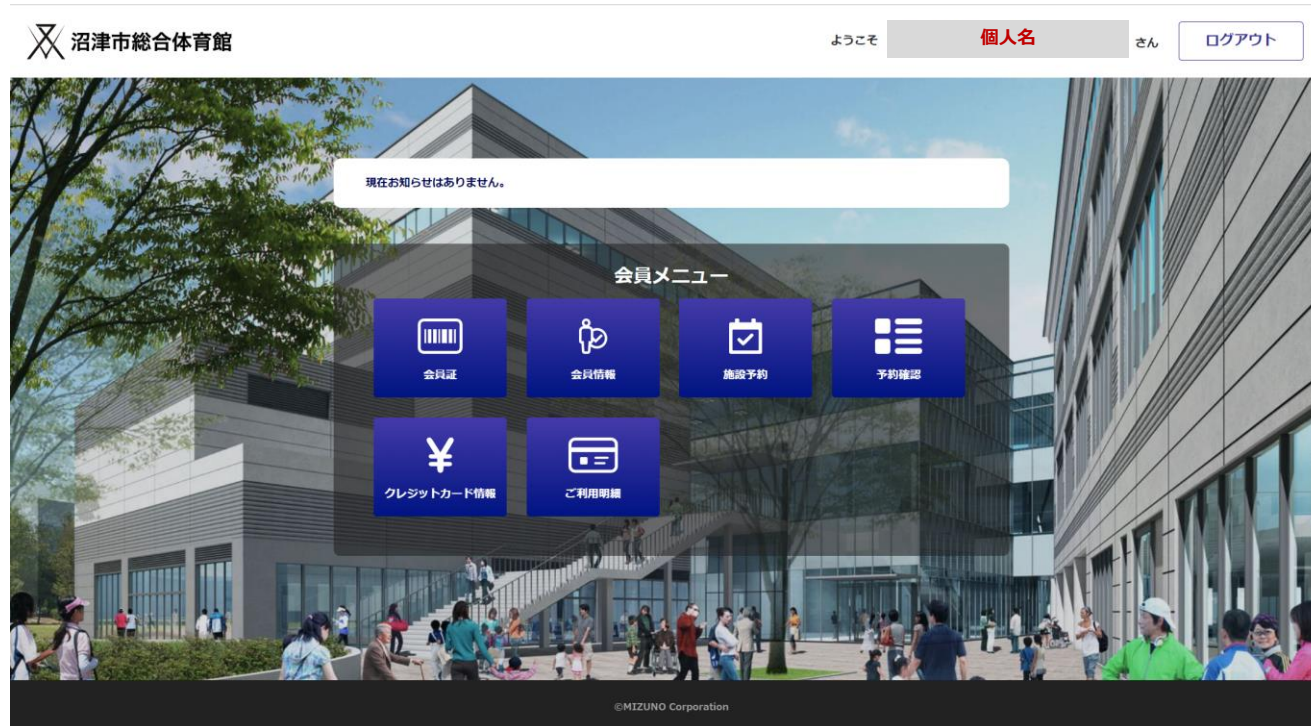 沼津市総合体育館
ようこそ 個人名 さん ログアウト
現在お知らせはありません。
会員メニュー
会員証
会員情報
施設予約
予約確認
クレジットカード情報
ご利用明細
©MIZUNO Corporation